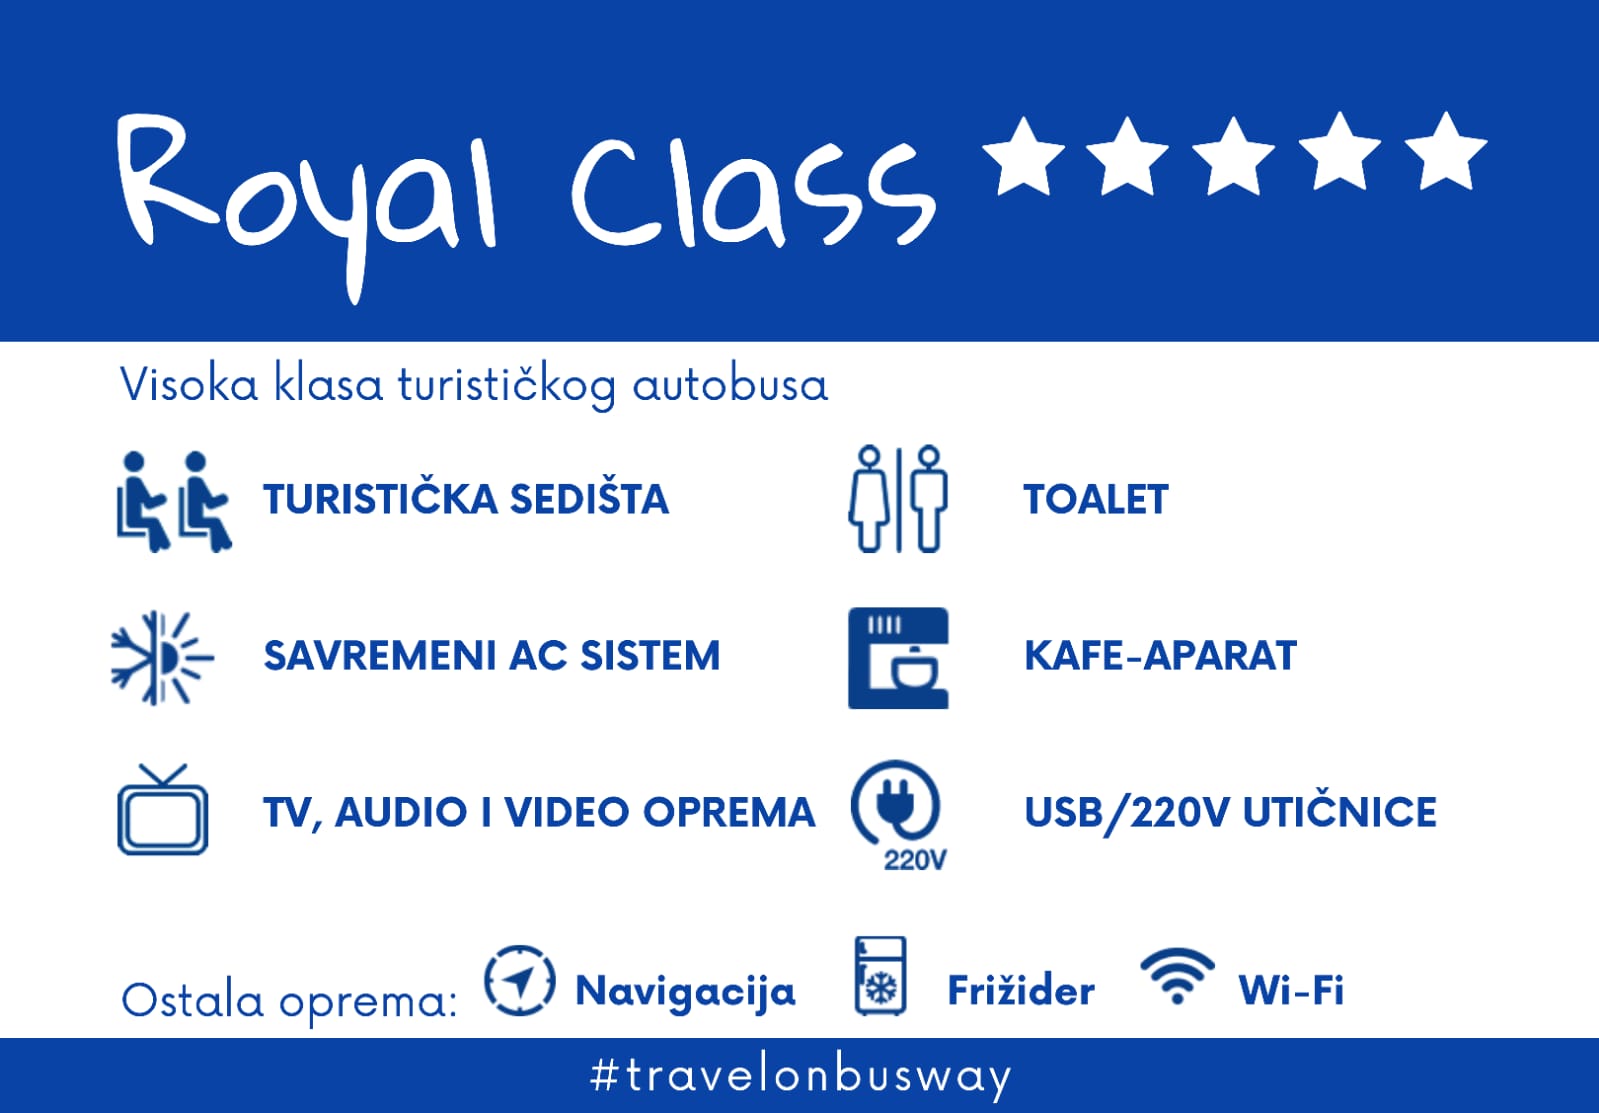 Royal Class
Visoka klasa turističkog autobusa
TURISTIČKA SEDIŠTA
TOALET
SAVREMENI AC SISTEM
KAFE-APARAT
TV, AUDIO I VIDEO OPREMA
220V
USB/220V UTIČNICE
Ostala oprema: Navigacija Frižider Wi-Fi
#travelonbusway